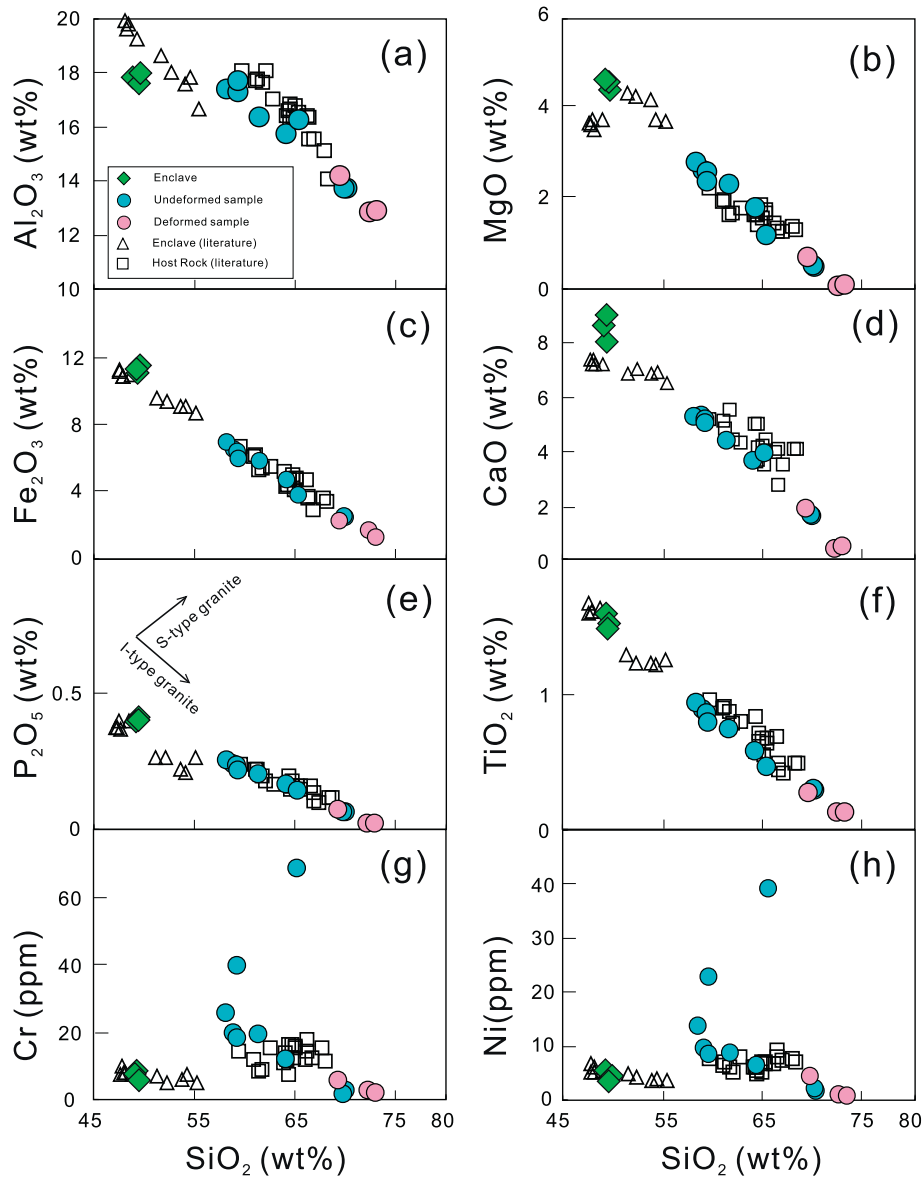 (a)
Al₂O₃ (wt%)
20
18
16
14
12
10
Enclave
Undeformed sample
Deformed sample
Enclave (literature)
Host Rock (literature)
(b)
MgO (wt%)
6
4
2
0
(c)
Fe₂O₃ (wt%)
12
8
4
0
(d)
CaO (wt%)
8
6
4
2
0
(e)
P₂O₅ (wt%)
0.5
0
S-type granite
I-type granite
(f)
TiO₂ (wt%)
1
0
(g)
Cr (ppm)
60
40
20
0
45
55
65
75
80
SiO₂ (wt%)
(h)
Ni(ppm)
40
30
20
10
0
45
55
65
75
80
SiO₂ (wt%)